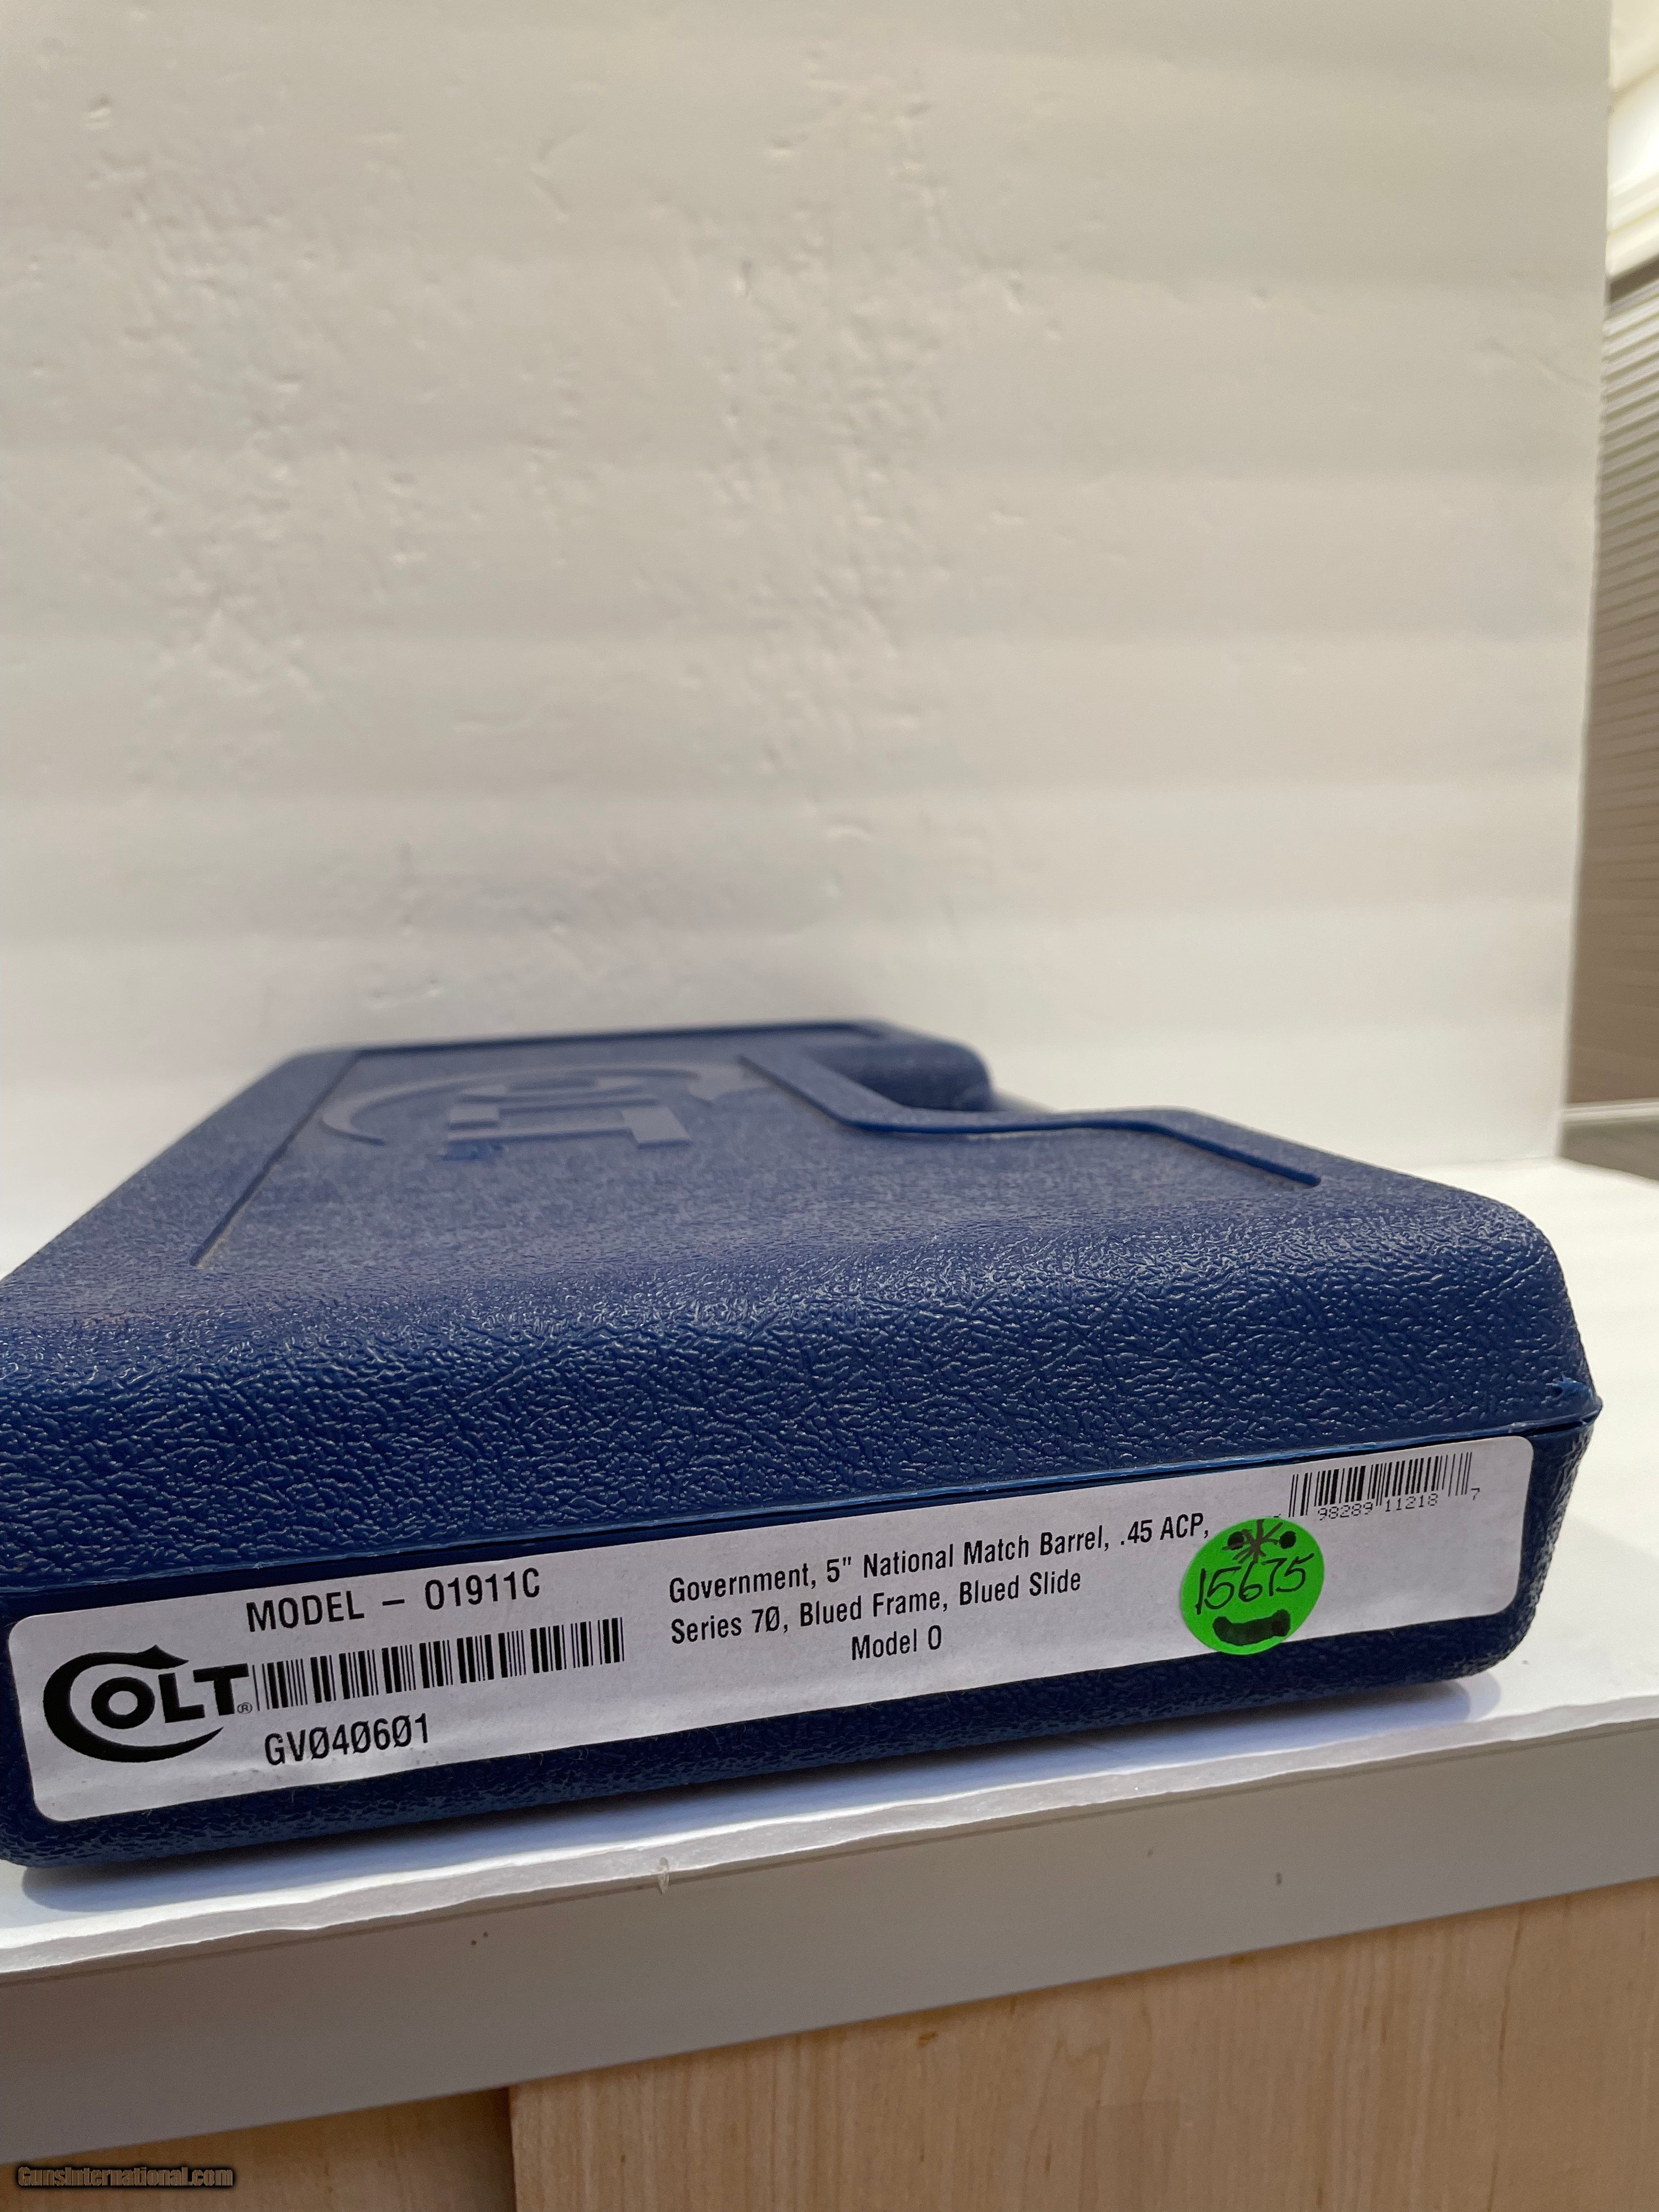 MODEL – O1911C
COLT®
GVØ4Ø6Ø1
Government, 5" National Match Barrel, .45 ACP,
Series 7Ø, Blued Frame, Blued Slide
Model O
98289 11218 7
15675
GunsInternational.com